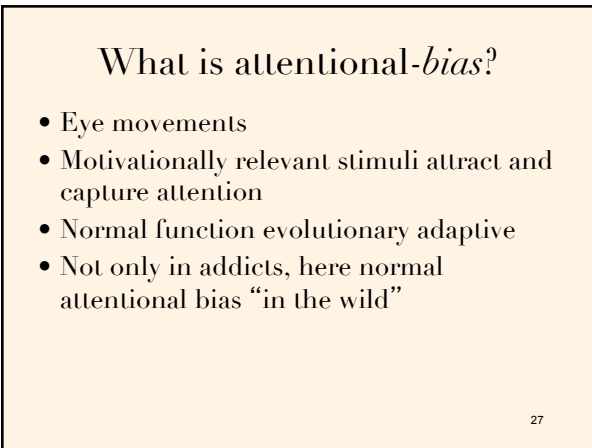 What is attentional-bias?
• Eye movements
• Motivationally relevant stimuli attract and
capture attention
• Normal function evolutionary adaptive
• Not only in addicts, here normal
attentional bias “in the wild”
27